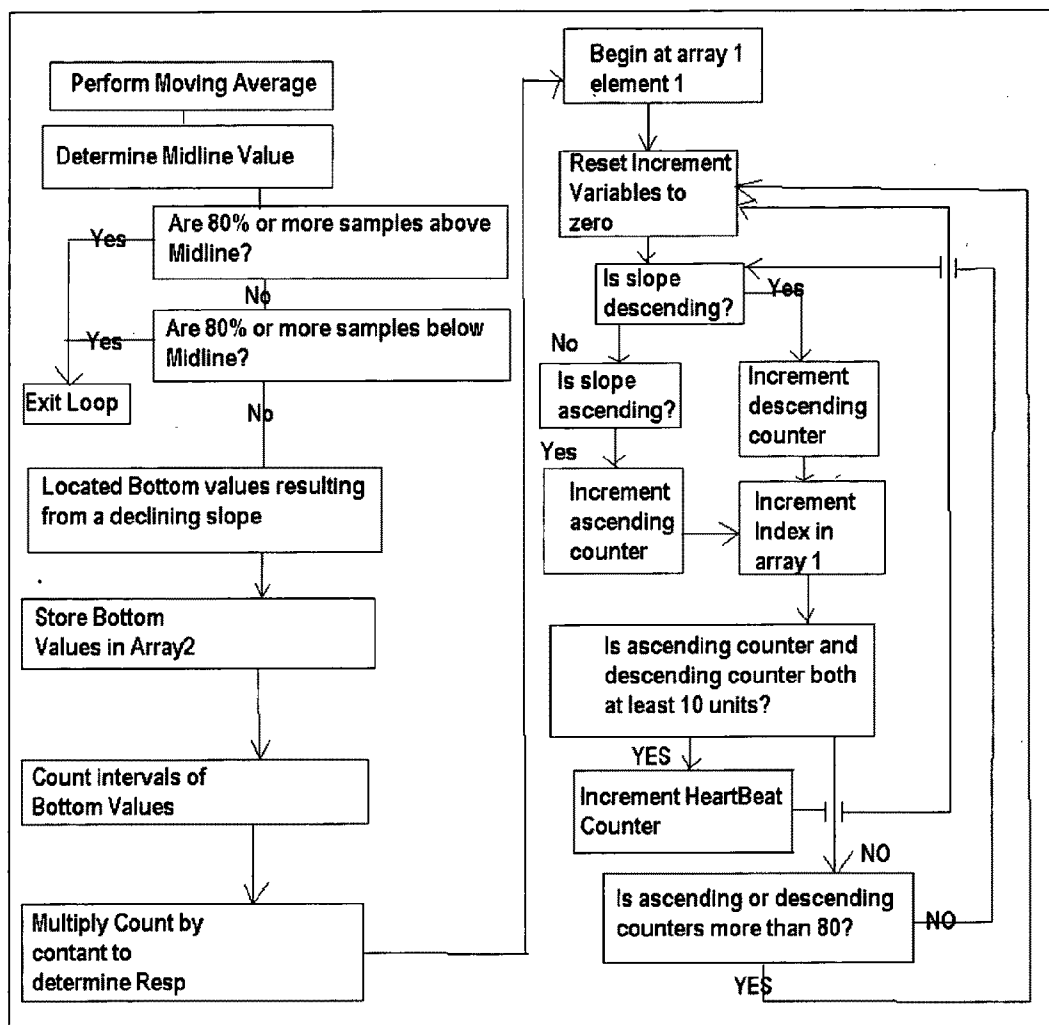 Perform Moving Average
Determine Midline Value
Are 80% or more samples above
Midline?
Yes
No
Are 80% or more samples below
Midline?
Yes
Exit Loop
No
Located Bottom values resulting
from a declining slope
Store Bottom
Values in Array2
Count intervals of
Bottom Values
Multiply Count by
contant to
determine Resp
Begin at array 1
element 1
Reset Increment
Variables to
zero
Is slope
descending?
Yes
No
Is slope
ascending?
Increment
descending
counter
Yes
Increment
ascending
counter
Increment
Index in
array 1
Is ascending counter and
descending counter both
at least 10 units?
YES
Increment HeartBeat
Counter
NO
Is ascending or descending
counters more than 80?
NO
YES